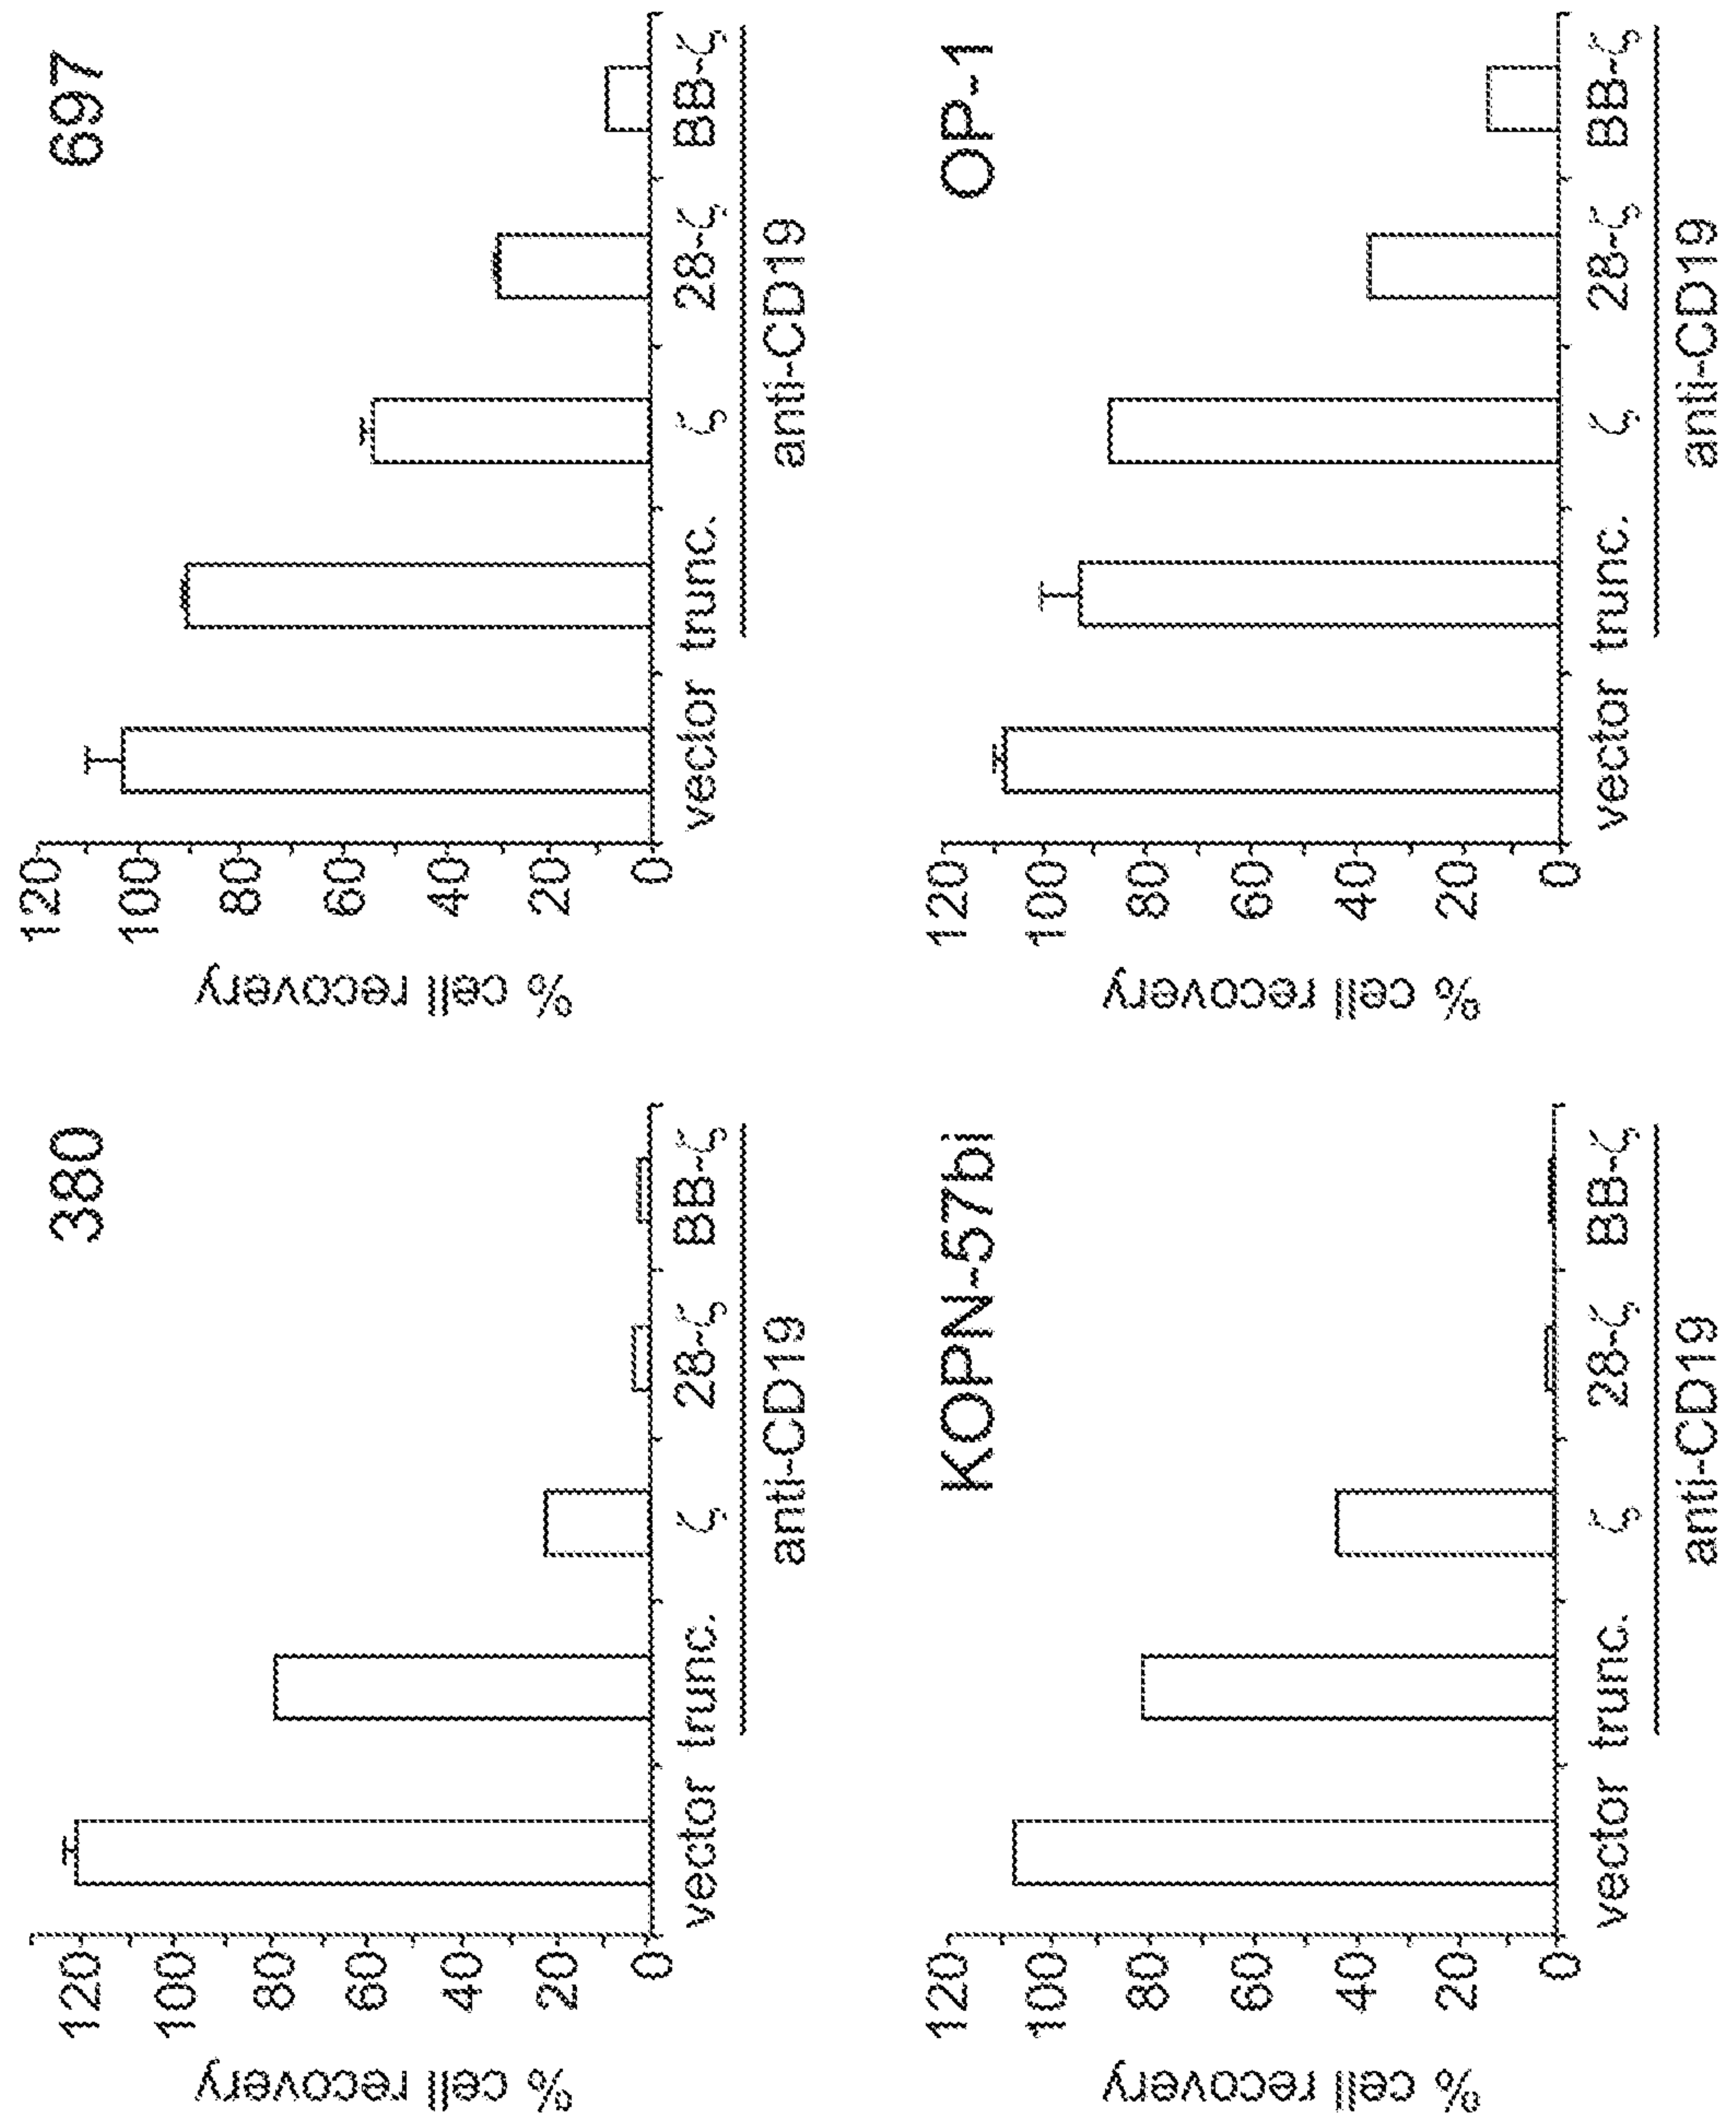 380
120
100
80
60
40
20
0
% cell recovery
vector trunc. ζ 28-ζ BB-ζ
anti-CD19
697
120
100
80
60
40
20
0
% cell recovery
vector trunc. ζ 28-ζ BB-ζ
anti-CD19
KOPN-57bi
120
100
80
60
40
20
0
% cell recovery
vector trunc. ζ 28-ζ BB-ζ
anti-CD19
OP-1
120
100
80
60
40
20
0
% cell recovery
vector trunc. ζ 28-ζ BB-ζ
anti-CD19